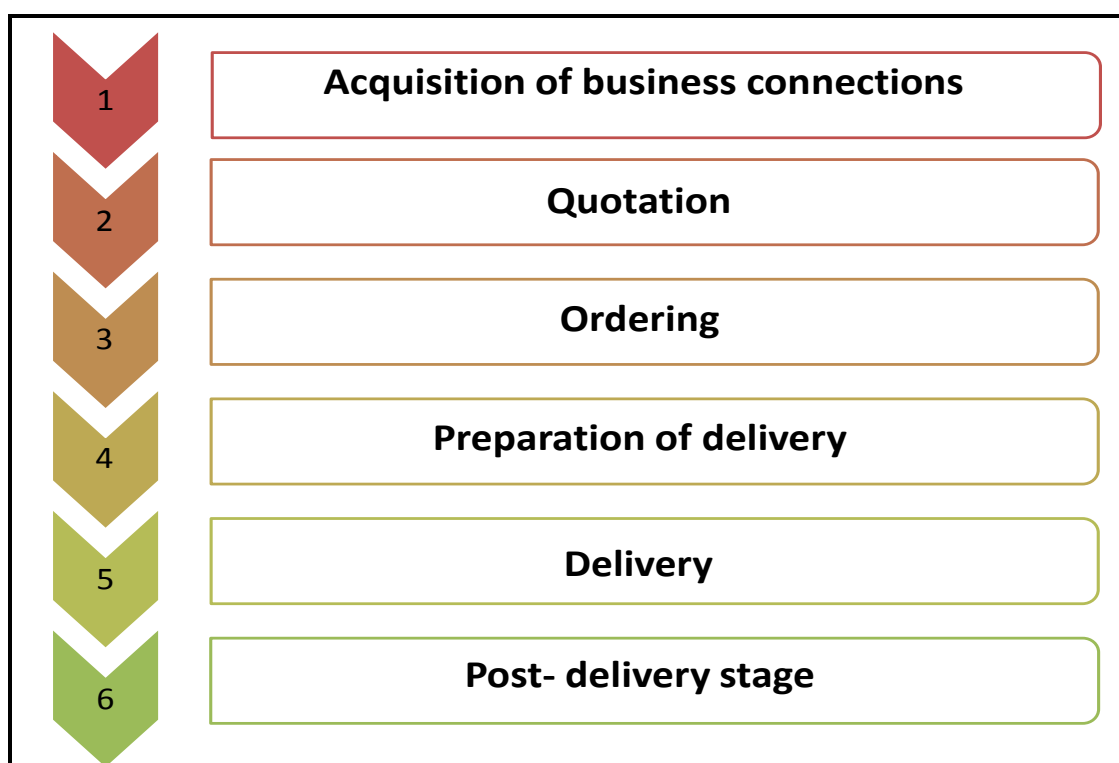 1
Acquisition of business connections
2
Quotation
3
Ordering
4
Preparation of delivery
5
Delivery
6
Post- delivery stage